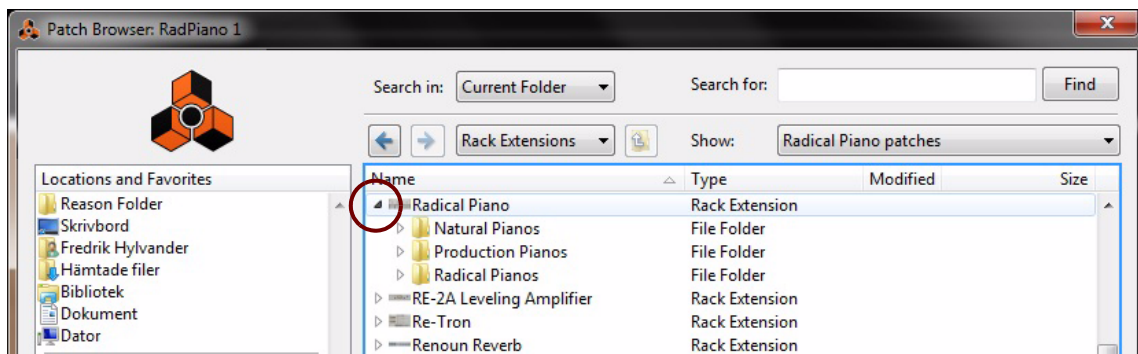 Patch Browser: RadPiano 1
Search in: Current Folder Search for: Find
Rack Extensions Show: Radical Piano patches
Locations and Favorites
Reason Folder
Skrivbord
Fredrik Hylvander
Hämtade filer
Bibliotek
Dokument
Dator
Name Type Modified Size
Radical Piano Rack Extension
Natural Pianos File Folder
Production Pianos File Folder
Radical Pianos File Folder
RE-2A Leveling Amplifier Rack Extension
Re-Tron Rack Extension
Renoun Reverb Rack Extension